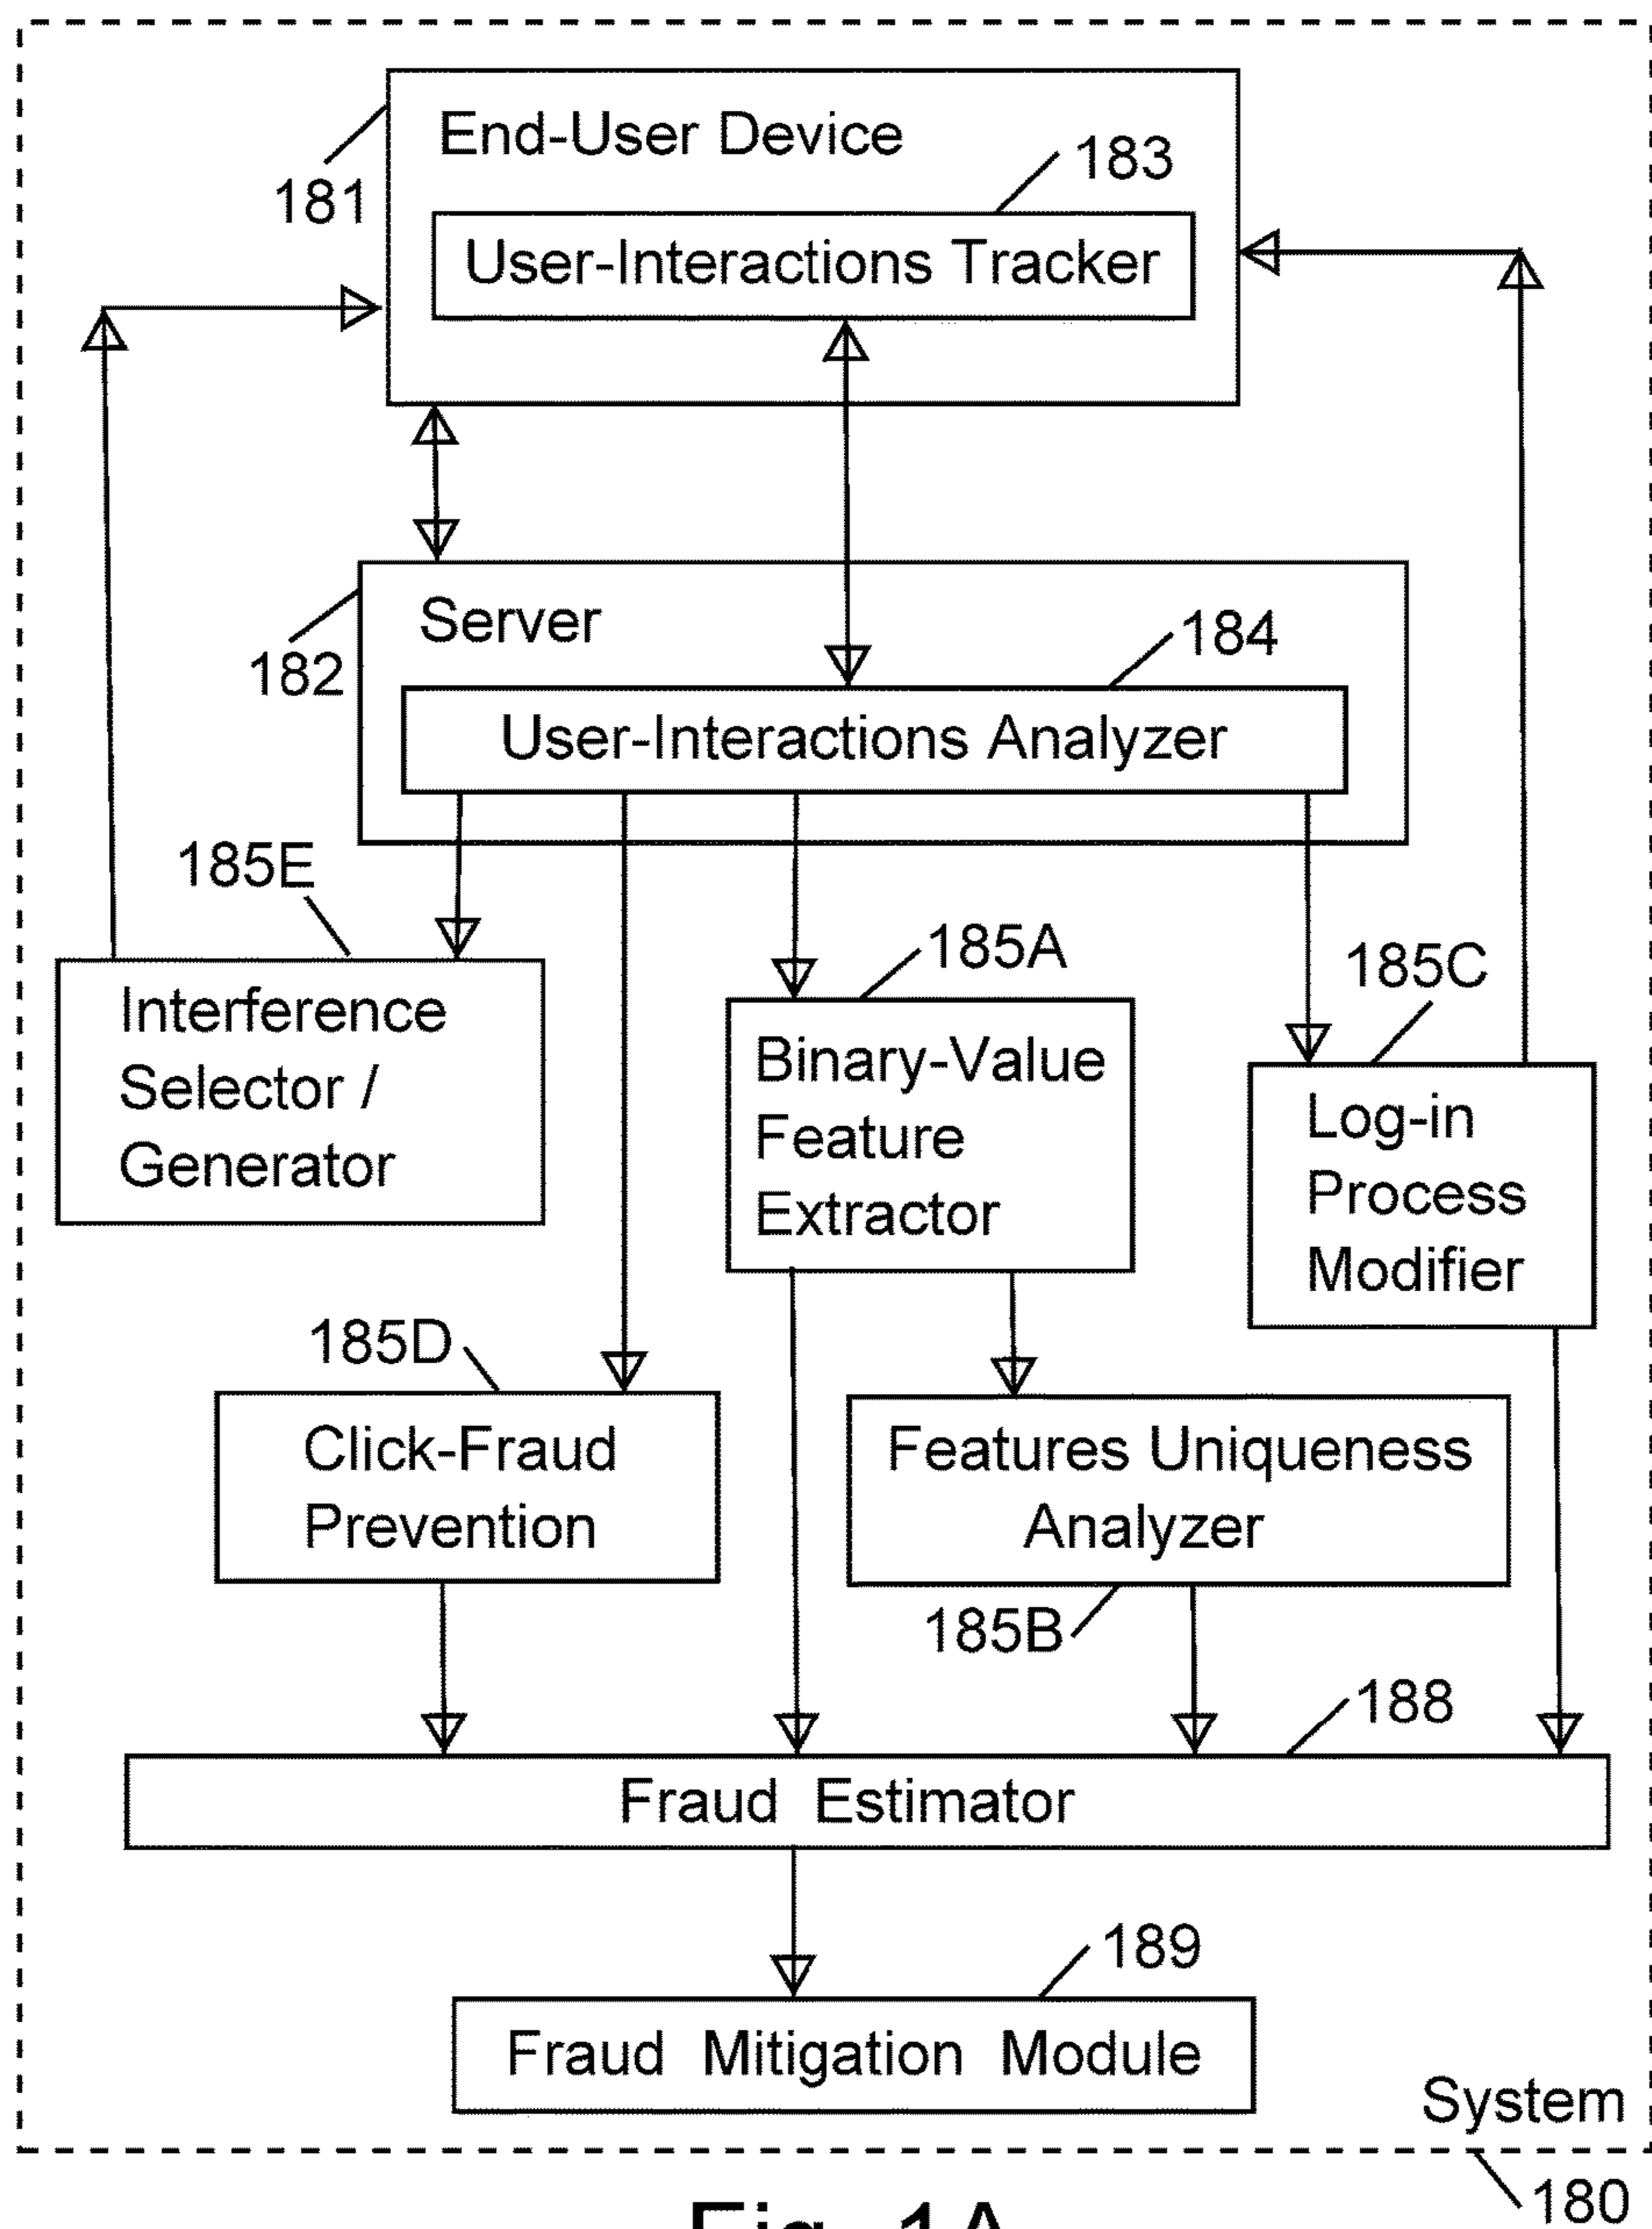 End-User Device
183
181
User-Interactions Tracker
Server
184
182
User-Interactions Analyzer
185E
185A
185C
Interference
Selector /
Generator
Binary-Value
Feature
Extractor
Log-in
Process
Modifier
185D
Click-Fraud
Prevention
Features Uniqueness
Analyzer
185B
188
Fraud Estimator
189
Fraud Mitigation Module
System
180
Fig. 1A